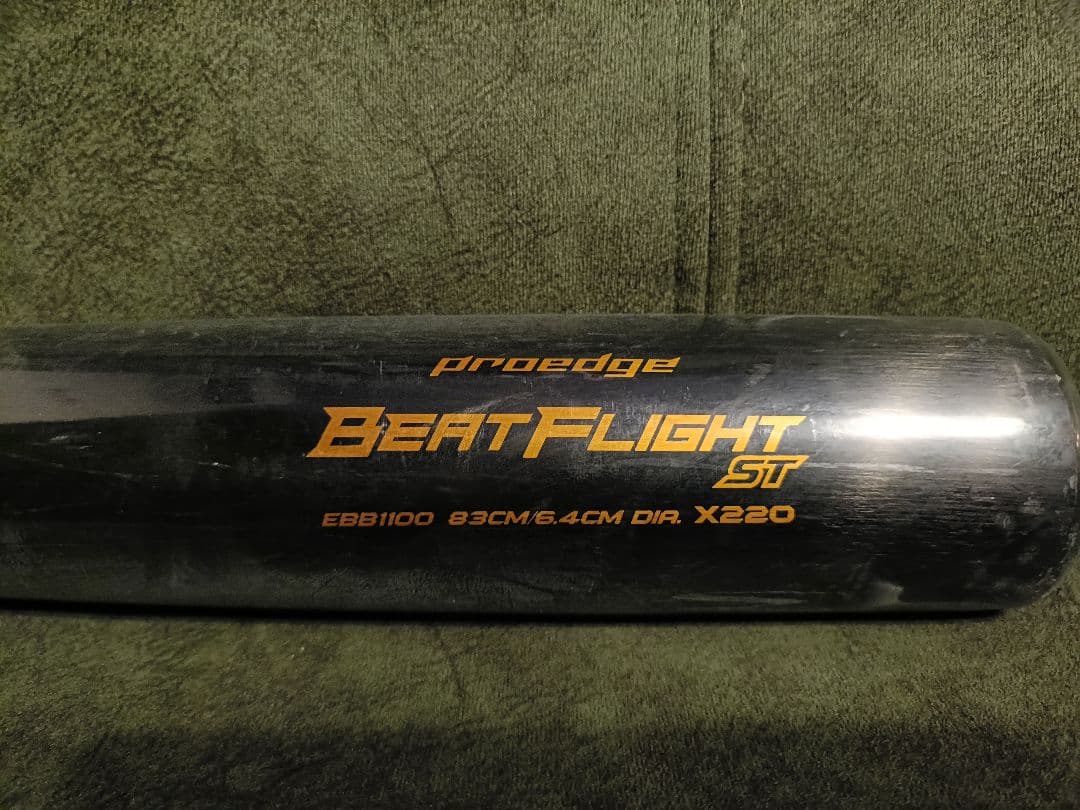 proedge
BEATFLIGHT
ST
EBB1100 83CM/6.4CM DIA. X220